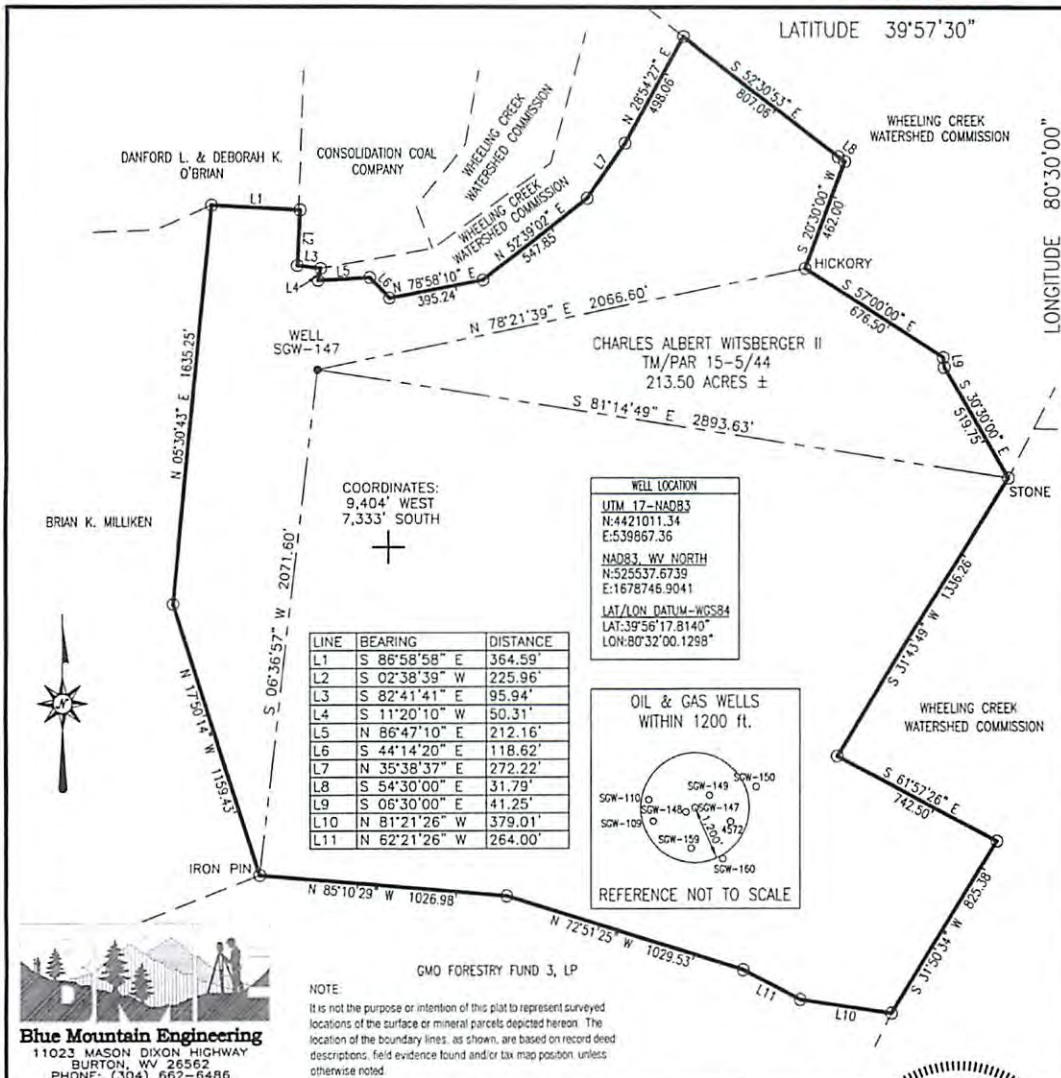 LATITUDE 39°57'30"
LONGITUDE 80°30'00"
DANFORD L. & DEBORAH K.
O'BRIAN
CONSOLIDATION COAL
COMPANY
WHEELING CREEK
WATERSHED COMMISSION
WHEELING CREEK
WATERSHED COMMISSION
WHEELING CREEK
WATERSHED COMMISSION
N 28°54'27" E
498.06'
S 52°30'53" E
807.06'
L8
L7
S 20°30'00" W
462.00'
HICKORY
L1
L2
L3
L4
L5
L6
N 78°58'10" E
395.24'
N 52°39'02" E
547.85'
S 57°00'00" E
676.50'
L9
S 30°30'00" E
519.75'
STONE
N 78°21'39" E 2066.60'
WELL
SGW-147
CHARLES ALBERT WITSBERGER II
TM/PAR 15-5/44
213.50 ACRES ±
S 81°14'49" E 2893.63'
N 05°30'43" E 1635.25'
BRIAN K. MILLIKEN
COORDINATES:
9,404' WEST
7,333' SOUTH
S 06°36'57" W 2071.60'
WELL LOCATION
UTM 17-NAD83
N:4421011.34
E:539867.36
NAD83, WV NORTH
N:525537.6739
E:1678746.9041
LAT/LON DATUM-WGS84
LAT:39°56'17.8140"
LON:80°32'00.1298"
S 31°43'49" W 1336.26'
N
N 17°50'14" W 1159.43'
LINE BEARING DISTANCE
L1 S 86°58'58" E 364.59'
L2 S 02°38'39" W 225.96'
L3 S 82°41'41" E 95.94'
L4 S 11°20'10" W 50.31'
L5 N 86°47'10" E 212.16'
L6 S 44°14'20" E 118.62'
L7 N 35°38'37" E 272.22'
L8 S 54°30'00" E 31.79'
L9 S 06°30'00" E 41.25'
L10 N 81°21'26" W 379.01'
L11 N 62°21'26" W 264.00'
OIL & GAS WELLS
WITHIN 1200 ft.
SGW-150
SGW-149
SGW-110
SGW-148
SGW-147
SGW-109
4572
1,200'
SGW-159
SGW-160
REFERENCE NOT TO SCALE
WHEELING CREEK
WATERSHED COMMISSION
S 61°57'26" E
742.50'
S 31°50'34" W 825.38'
IRON PIN
N 85°10'29" W 1026.98'
N 72°51'25" W 1029.53'
L11
L10
GMO FORESTRY FUND 3, LP
NOTE:
It is not the purpose or intention of this plat to represent surveyed
locations of the surface or mineral parcels depicted hereon. The
location of the boundary lines, as shown, are based on record deed
descriptions, field evidence found and/or tax map position, unless
otherwise noted.
Blue Mountain Engineering
11023 MASON DIXON HIGHWAY
BURTON, WV 26562
PHONE: (304) 662-6486